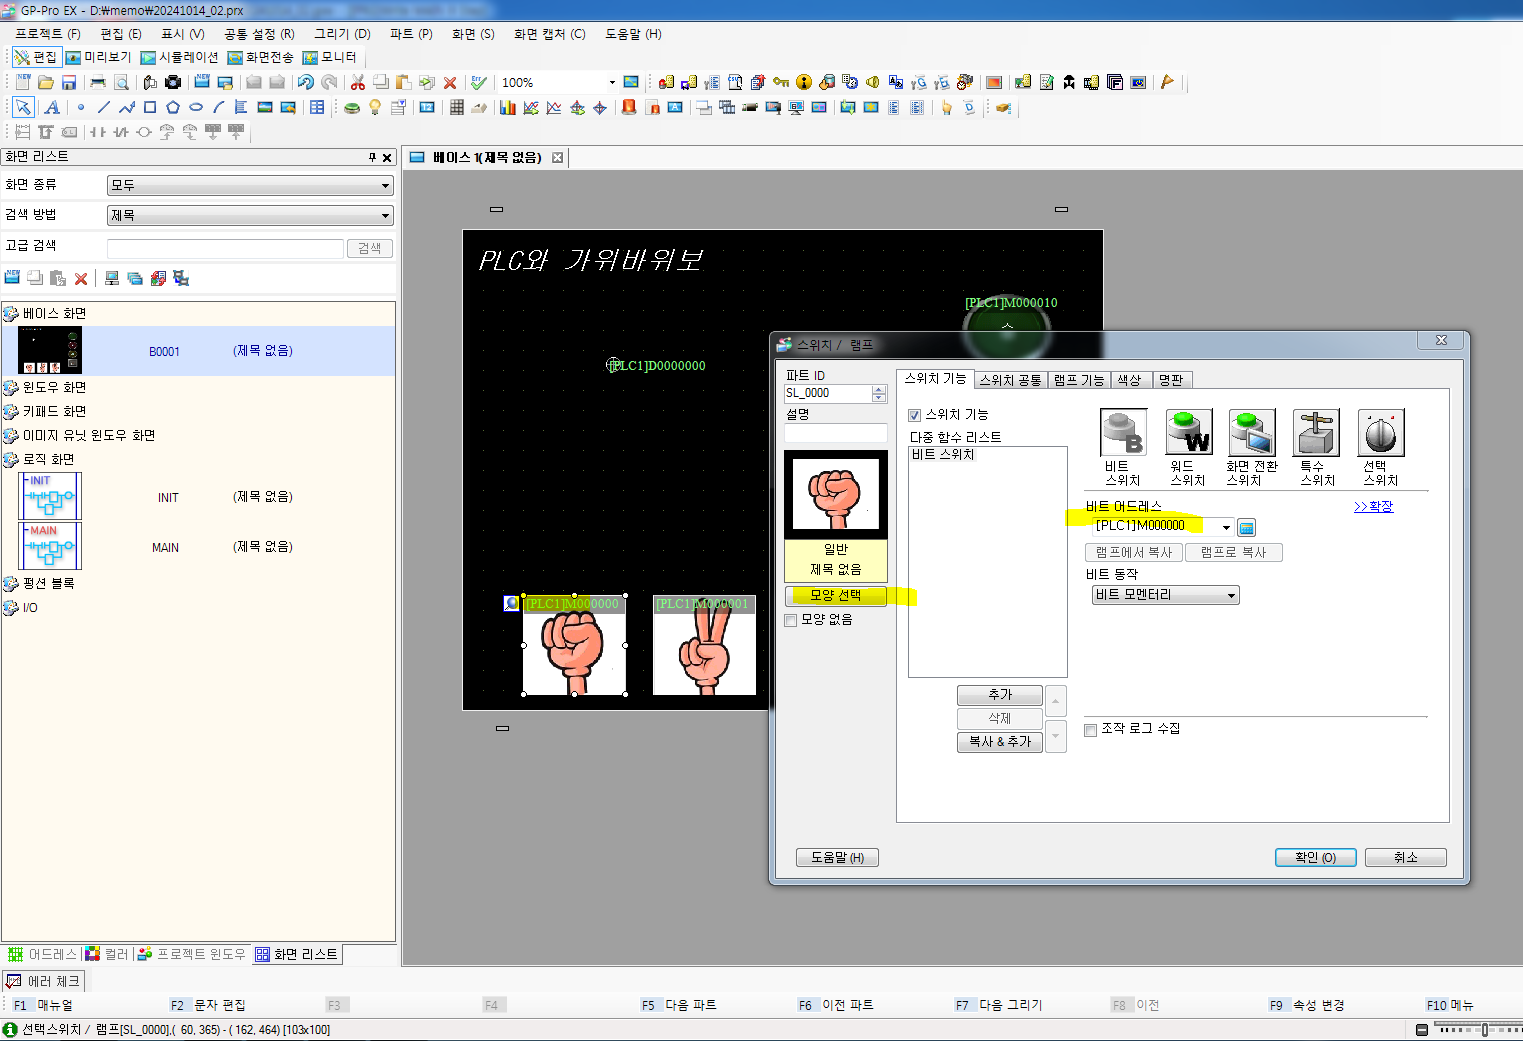 GP-Pro EX - D:₩memo₩20241014_02.prx
프로젝트 (F) 편집 (E) 표시 (V) 공통 설정 (R) 그리기 (D) 파트 (P) 화면 (S) 화면 캡처 (C) 도움말 (H)
편집 미리보기 시뮬레이션 화면전송 모니터
100%
화면 리스트
베이스 1(제목 없음)
화면 종류 모두
검색 방법 제목
고급 검색 검색
베이스 화면
B0001 (제목 없음)
윈도우 화면
키패드 화면
이미지 유닛 윈도우 화면
로직 화면
INIT
INIT (제목 없음)
MAIN
MAIN (제목 없음)
펑션 블록
I/O
PLC와 가위바위보
[PLC1]M000010
[PLC1]D0000000
[PLC1]M000000
[PLC1]M000001
스위치 / 램프
파트 ID
SL_0000
설명
일반
제목 없음
모양 선택
모양 없음
스위치 기능 스위치 공통 램프 기능 색상 명판
스위치 기능
다중 함수 리스트
비트 스위치
추가
삭제
복사 & 추가
비트 스위치
워드 스위치
화면 전환 스위치
특수 스위치
선택 스위치
비트 어드레스
>>확장
[PLC1]M000000
램프에서 복사 램프로 복사
비트 동작
비트 모멘터리
조작 로그 수집
도움말 (H) 확인 (O) 취소
어드레스 컬러 프로젝트 윈도우 화면 리스트
에러 체크
F1 매뉴얼 F2 문자 편집 F3 F4 F5 다음 파트 F6 이전 파트 F7 다음 그리기 F8 이전 F9 속성 변경 F10 메뉴
선택스위치 / 램프[SL_0000],( 60, 365) - ( 162, 464) [103x100]